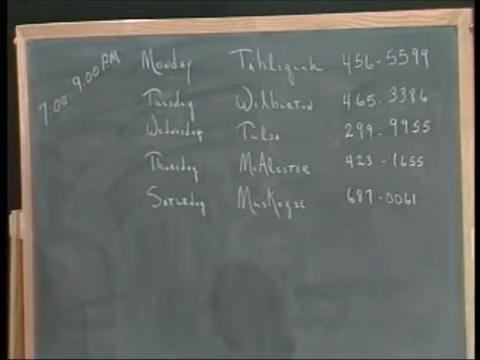 7:00-9:00 PM
Monday Tahlequah 456-5599
Tuesday Wilburton 465-3386
Wednesday Tulsa 299-9955
Thursday McAlester 423-1655
Saturday Muskogee 687-0061